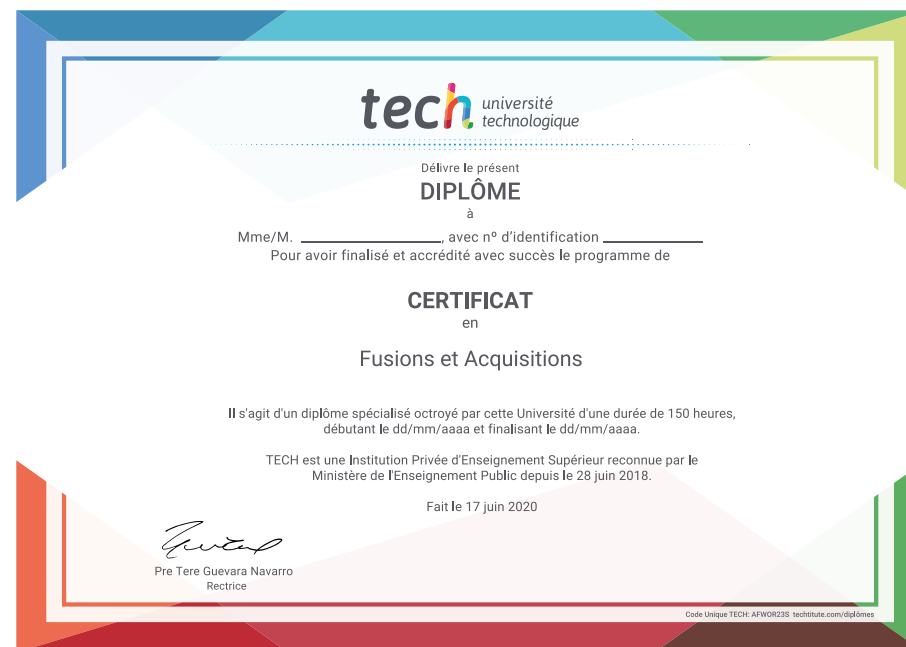 tech université
technologique
Délivre le présent
DIPLÔME
à
Mme/M. ____________________, avec nº d'identification ______________
Pour avoir finalisé et accrédité avec succès le programme de
CERTIFICAT
en
Fusions et Acquisitions
Il s'agit d'un diplôme spécialisé octroyé par cette Université d'une durée de 150 heures,
débutant le dd/mm/aaaa et finalisant le dd/mm/aaaa.
TECH est une Institution Privée d'Enseignement Supérieur reconnue par le
Ministère de l'Enseignement Public depuis le 28 juin 2018.
Fait le 17 juin 2020
Pre Tere Guevara Navarro
Rectrice
Code Unique TECH: AFWOR23S techtitute.com/diplômes